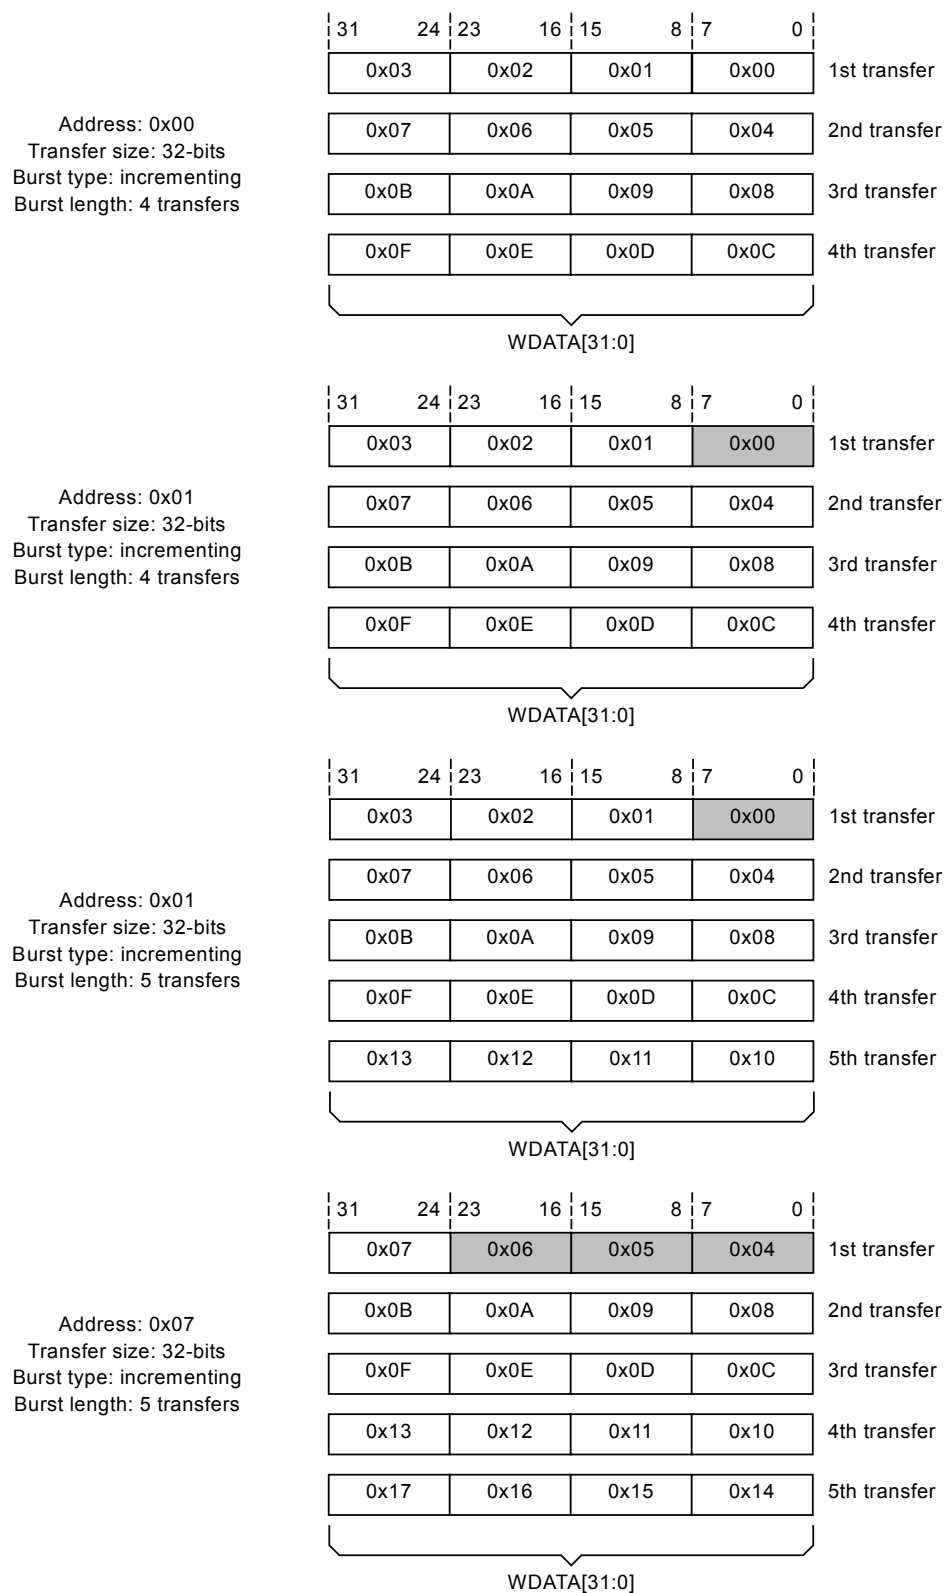 31 24 23 16 15 8 7 0
0x03 0x02 0x01 0x00 1st transfer
Address: 0x00
Transfer size: 32-bits
Burst type: incrementing
Burst length: 4 transfers
0x07 0x06 0x05 0x04 2nd transfer
0x0B 0x0A 0x09 0x08 3rd transfer
0x0F 0x0E 0x0D 0x0C 4th transfer
WDATA[31:0]
31 24 23 16 15 8 7 0
0x03 0x02 0x01 0x00 1st transfer
Address: 0x01
Transfer size: 32-bits
Burst type: incrementing
Burst length: 4 transfers
0x07 0x06 0x05 0x04 2nd transfer
0x0B 0x0A 0x09 0x08 3rd transfer
0x0F 0x0E 0x0D 0x0C 4th transfer
WDATA[31:0]
31 24 23 16 15 8 7 0
0x03 0x02 0x01 0x00 1st transfer
0x07 0x06 0x05 0x04 2nd transfer
Address: 0x01
Transfer size: 32-bits
Burst type: incrementing
Burst length: 5 transfers
0x0B 0x0A 0x09 0x08 3rd transfer
0x0F 0x0E 0x0D 0x0C 4th transfer
0x13 0x12 0x11 0x10 5th transfer
WDATA[31:0]
31 24 23 16 15 8 7 0
0x07 0x06 0x05 0x04 1st transfer
0x0B 0x0A 0x09 0x08 2nd transfer
Address: 0x07
Transfer size: 32-bits
Burst type: incrementing
Burst length: 5 transfers
0x0F 0x0E 0x0D 0x0C 3rd transfer
0x13 0x12 0x11 0x10 4th transfer
0x17 0x16 0x15 0x14 5th transfer
WDATA[31:0]